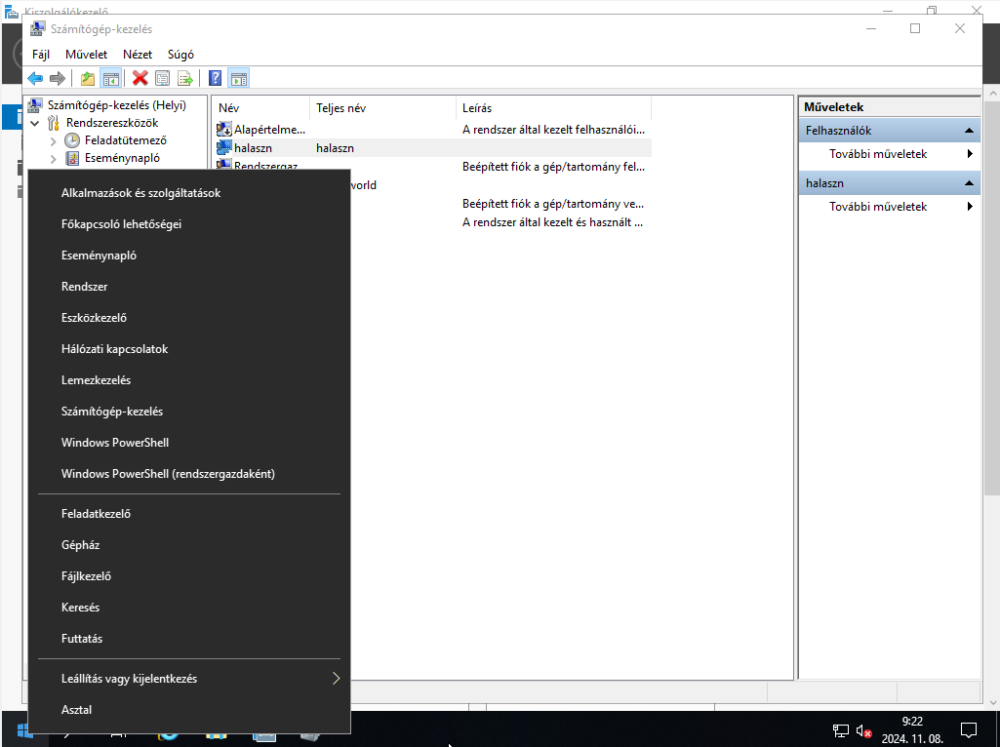 Kiszolgálókezelő
Számítógép-kezelés
Fájl Művelet Nézet Súgó
Számítógép-kezelés (Helyi)
Rendszereszközök
Feladatütemező
Eseménynapló
Név Teljes név Leírás
Alapértelme... A rendszer által kezelt felhasználói...
halaszn halaszn
Rendszergaz... Beépített fiók a gép/tartomány fel...
world
Beépített fiók a gép/tartomány ve...
A rendszer által kezelt és használt ...
Műveletek
Felhasználók
További műveletek
halaszn
További műveletek
Alkalmazások és szolgáltatások
Főkapcsoló lehetőségei
Eseménynapló
Rendszer
Eszközkezelő
Hálózati kapcsolatok
Lemezkezelés
Számítógép-kezelés
Windows PowerShell
Windows PowerShell (rendszergazdaként)
Feladatkezelő
Gépház
Fájlkezelő
Keresés
Futtatás
Leállítás vagy kijelentkezés
Asztal
9:22
2024. 11. 08.